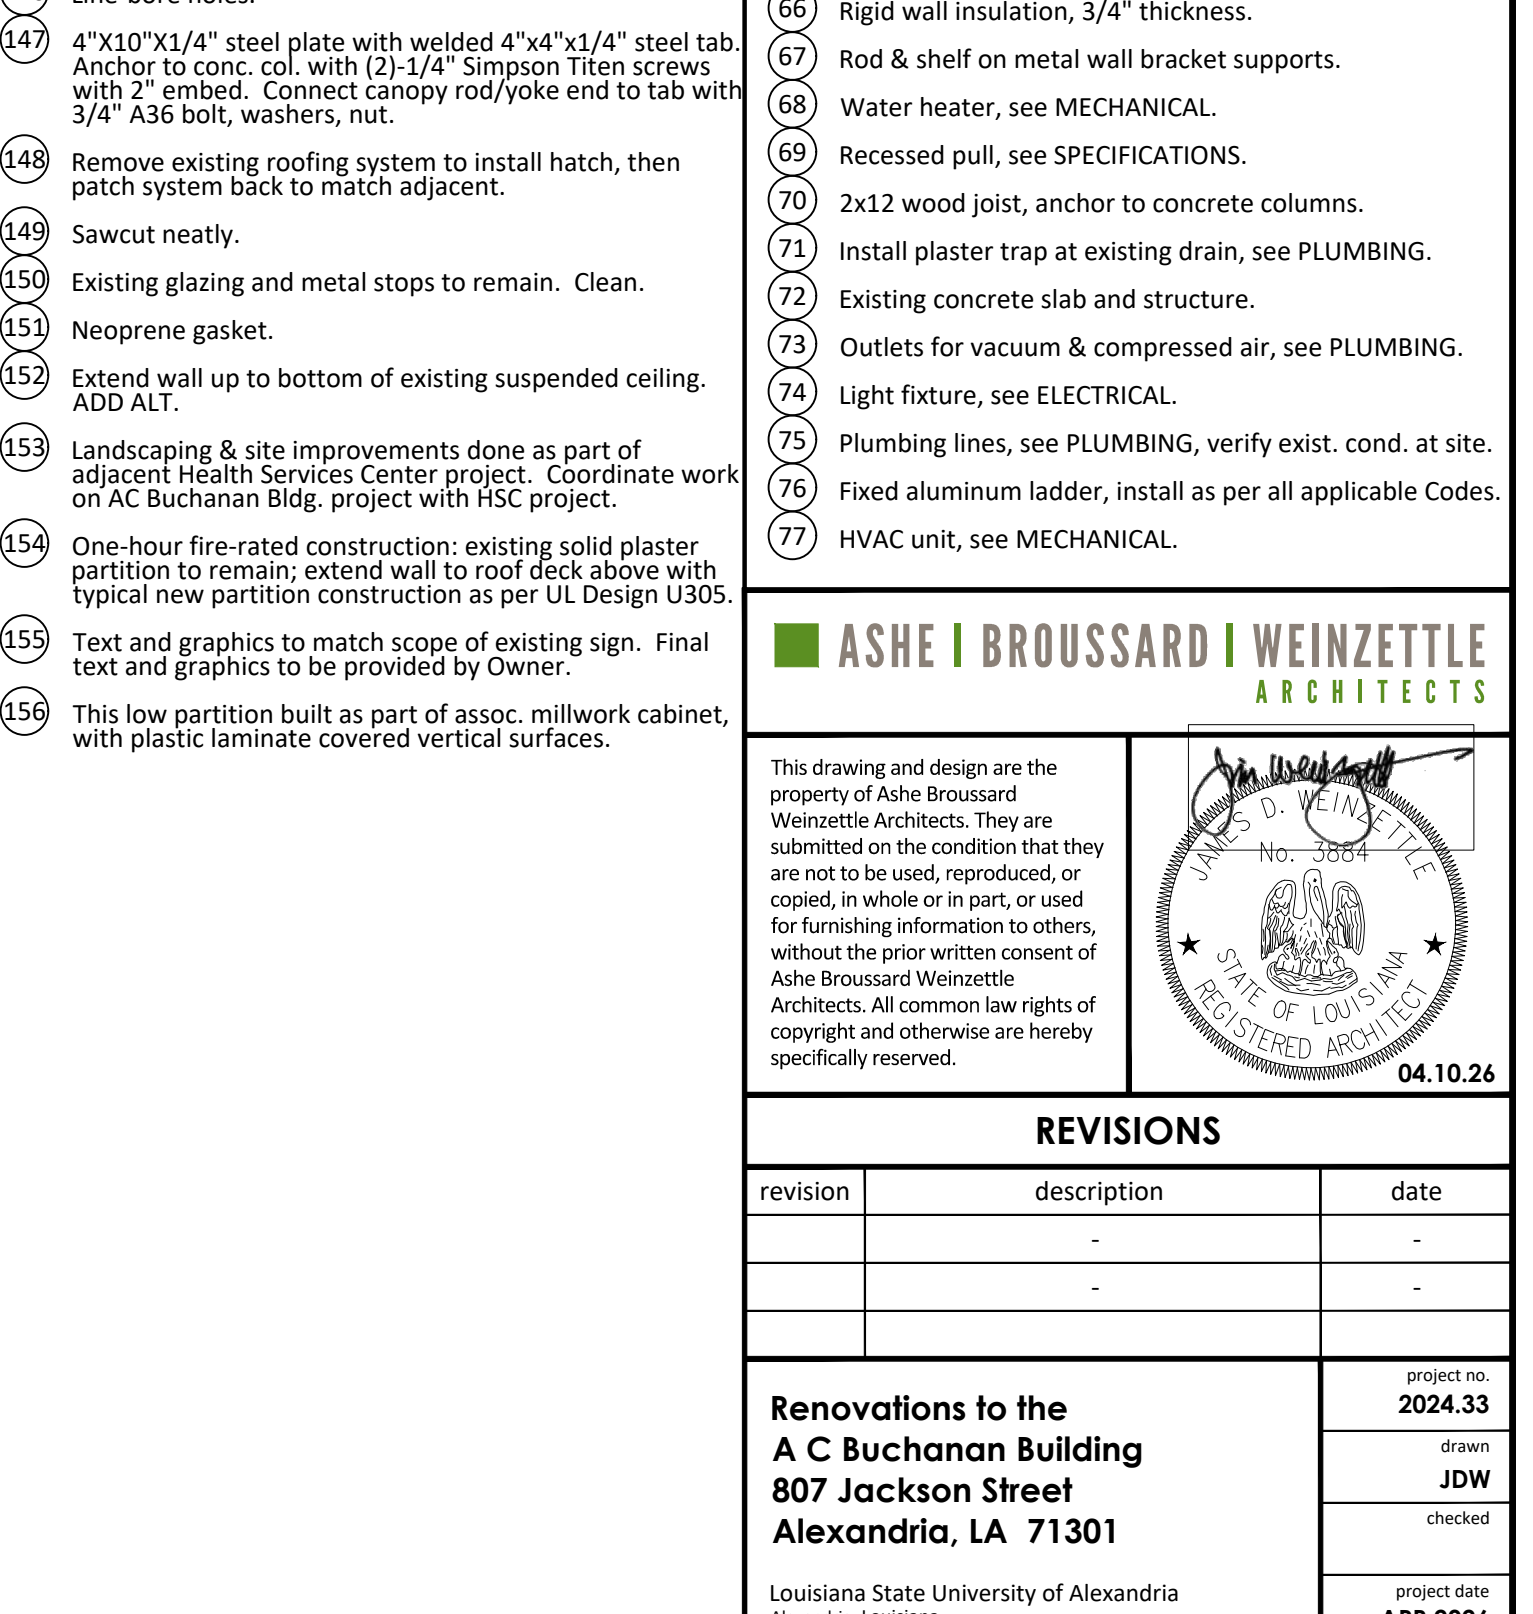 Line-bore holes.
147 4"X10"X1/4" steel plate with welded 4"x4"x1/4" steel tab.
Anchor to conc. col. with (2)-1/4" Simpson Titen screws
with 2" embed.  Connect canopy rod/yoke end to tab with
3/4" A36 bolt, washers, nut.
148 Remove existing roofing system to install hatch, then
patch system back to match adjacent.
149 Sawcut neatly.
150 Existing glazing and metal stops to remain.  Clean.
151 Neoprene gasket.
152 Extend wall up to bottom of existing suspended ceiling.
ADD ALT.
153 Landscaping & site improvements done as part of
adjacent Health Services Center project.  Coordinate work
on AC Buchanan Bldg. project with HSC project.
154 One-hour fire-rated construction: existing solid plaster
partition to remain; extend wall to roof deck above with
typical new partition construction as per UL Design U305.
155 Text and graphics to match scope of existing sign.  Final
text and graphics to be provided by Owner.
156 This low partition built as part of assoc. millwork cabinet,
with plastic laminate covered vertical surfaces.
66 Rigid wall insulation, 3/4" thickness.
67 Rod & shelf on metal wall bracket supports.
68 Water heater, see MECHANICAL.
69 Recessed pull, see SPECIFICATIONS.
70 2x12 wood joist, anchor to concrete columns.
71 Install plaster trap at existing drain, see PLUMBING.
72 Existing concrete slab and structure.
73 Outlets for vacuum & compressed air, see PLUMBING.
74 Light fixture, see ELECTRICAL.
75 Plumbing lines, see PLUMBING, verify exist. cond. at site.
76 Fixed aluminum ladder, install as per all applicable Codes.
77 HVAC unit, see MECHANICAL.
ASHE | BROUSSARD | WEINZETTLE
ARCHITECTS
This drawing and design are the
property of Ashe Broussard
Weinzettle Architects. They are
submitted on the condition that they
are not to be used, reproduced, or
copied, in whole or in part, or used
for furnishing information to others,
without the prior written consent of
Ashe Broussard Weinzettle
Architects. All common law rights of
copyright and otherwise are hereby
specifically reserved.
Jim Weinzettle
JAMES D. WEINZETTLE
No. 3884
STATE OF LOUISIANA
REGISTERED ARCHITECT
04.10.26
REVISIONS
revision description date
- -
- -
Renovations to the
A C Buchanan Building
807 Jackson Street
Alexandria, LA  71301
Louisiana State University of Alexandria
project no.
2024.33
drawn
JDW
checked
project date